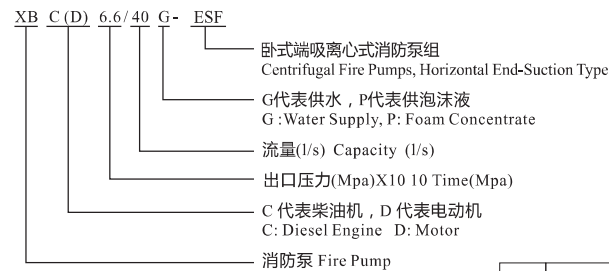 XB C(D) 6.6/40 G- ESF
卧式端吸离心式消防泵组
Centrifugal Fire Pumps, Horizontal End-Suction Type
G代表供水，P代表供泡沫液
G :Water Supply, P: Foam Concentrate
流量(l/s) Capacity (l/s)
出口压力(Mpa)X10 10 Time(Mpa)
C 代表柴油机，D 代表电动机
C: Diesel Engine D: Motor
消防泵 Fire Pump